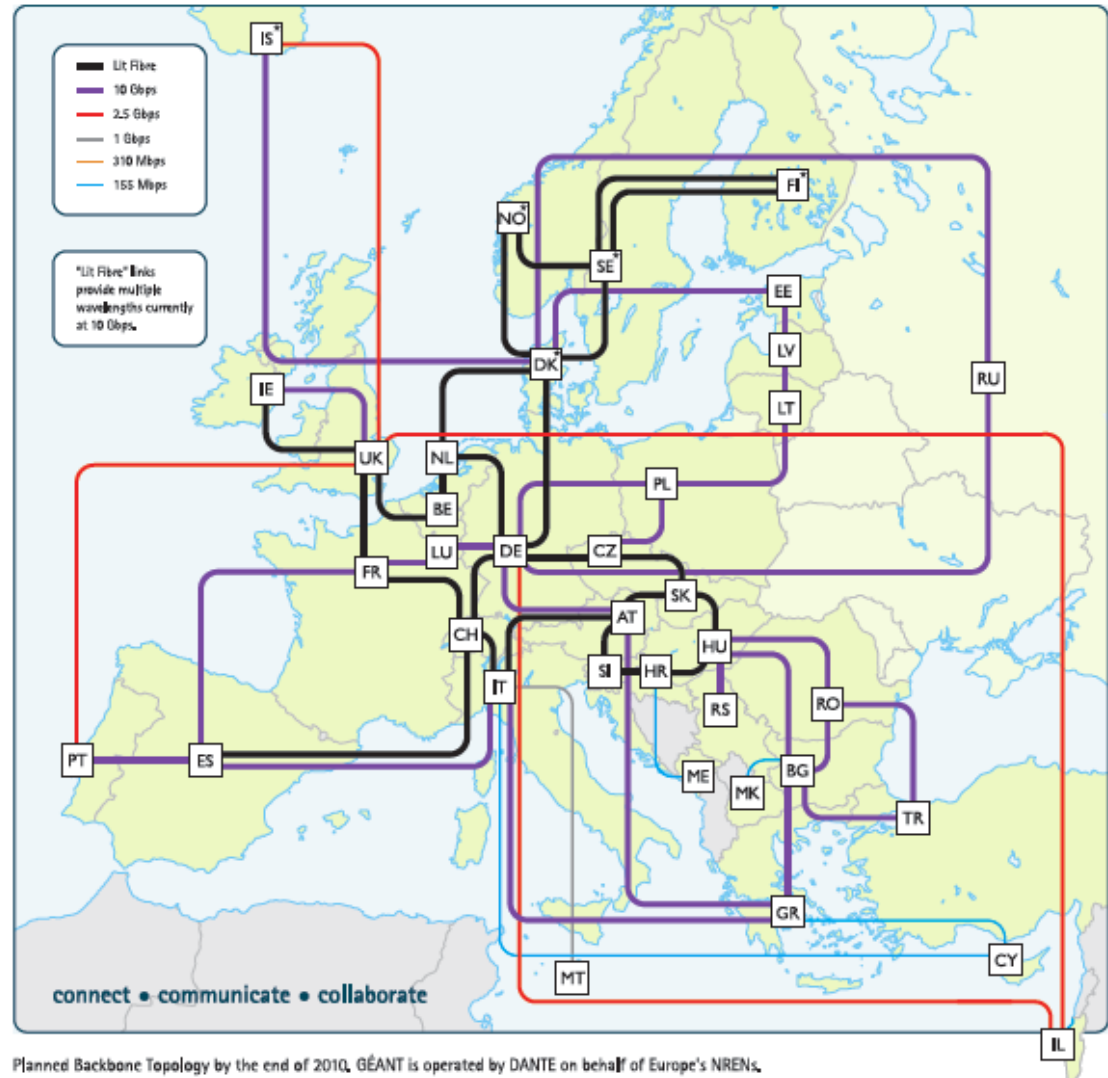 IS*
Lit Fibre
10 Gbps
2.5 Gbps
1 Gbps
310 Mbps
155 Mbps
"Lit Fibre" links
provide multiple
wavelengths currently
at 10 Gbps.
FI*
NO*
SE*
EE
LV
DK*
RU
IE
LT
UK
NL
PL
BE
LU
DE
CZ
FR
SK
AT
CH
HU
SI
HR
IT
RS
RO
PT
ES
ME
MK
BG
TR
GR
CY
MT
connect • communicate • collaborate
IL
Planned Backbone Topology by the end of 2010. GÉANT is operated by DANTE on behalf of Europe's NRENs.